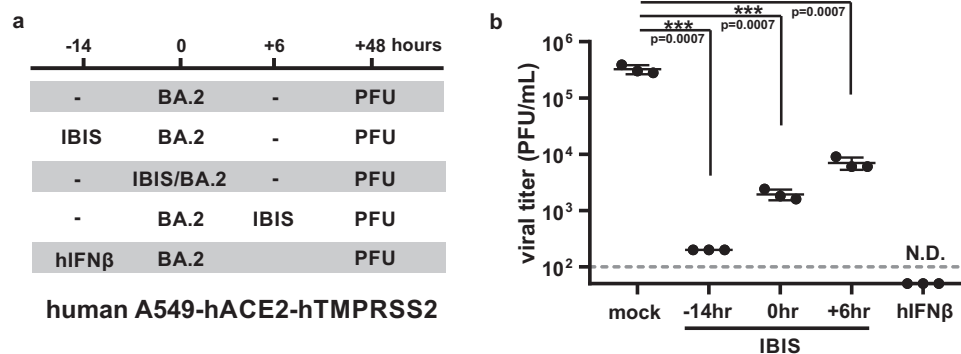 a
-14 0 +6 +48 hours
- BA.2 - PFU
IBIS BA.2 - PFU
- IBIS/BA.2 - PFU
- BA.2 IBIS PFU
hIFNβ BA.2 PFU
human A549-hACE2-hTMPRSS2
b
***
p=0.0007
***
p=0.0007
p=0.0007
viral titer (PFU/mL)
10⁶
10⁵
10⁴
10³
10²
N.D.
mock -14hr 0hr +6hr hIFNβ
IBIS